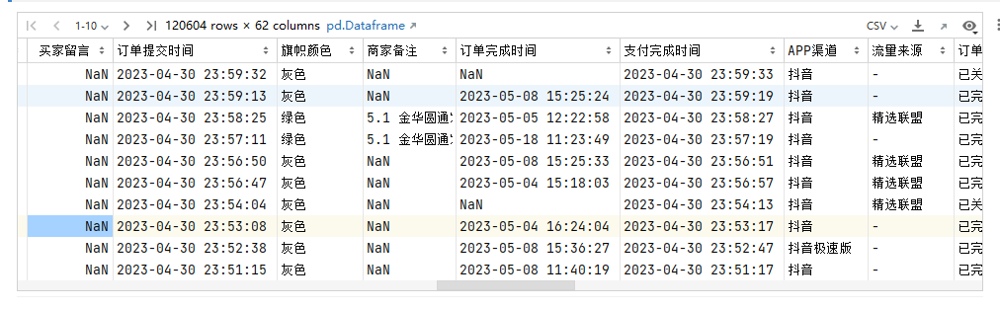 1-10 120604 rows × 62 columns pd.Dataframe CSV
买家留言 订单提交时间 旗帜颜色 商家备注 订单完成时间 支付完成时间 APP渠道 流量来源 订单
NaN 2023-04-30 23:59:32 灰色 NaN NaN 2023-04-30 23:59:33 抖音 - 已关
NaN 2023-04-30 23:59:13 灰色 NaN 2023-05-08 15:25:24 2023-04-30 23:59:19 抖音 - 已完
NaN 2023-04-30 23:58:25 绿色 5.1 金华圆通 2023-05-05 12:22:58 2023-04-30 23:58:27 抖音 精选联盟 已完
NaN 2023-04-30 23:57:11 绿色 5.1 金华圆通 2023-05-18 11:23:49 2023-04-30 23:57:19 抖音 - 已完
NaN 2023-04-30 23:56:50 灰色 NaN 2023-05-08 15:25:33 2023-04-30 23:56:51 抖音 精选联盟 已完
NaN 2023-04-30 23:56:47 灰色 NaN 2023-05-04 15:18:03 2023-04-30 23:56:57 抖音 精选联盟 已完
NaN 2023-04-30 23:54:04 灰色 NaN NaN 2023-04-30 23:54:13 抖音 精选联盟 已关
NaN 2023-04-30 23:53:08 灰色 NaN 2023-05-04 16:24:04 2023-04-30 23:53:17 抖音 - 已完
NaN 2023-04-30 23:52:38 灰色 NaN 2023-05-08 15:36:27 2023-04-30 23:52:47 抖音极速版 - 已完
NaN 2023-04-30 23:51:15 灰色 NaN 2023-05-08 11:40:19 2023-04-30 23:51:17 抖音 - 已完